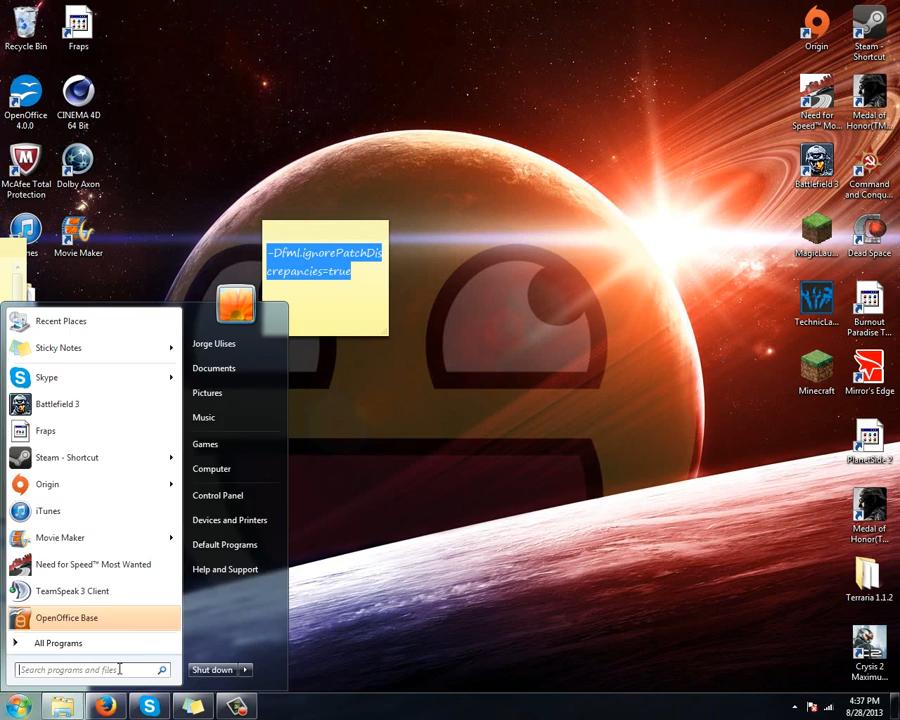 Recycle Bin
Fraps
OpenOffice
4.0.0
CINEMA 4D
64 Bit
McAfee Total
Protection
Dolby Axon
Movie Maker
-Dfml.ignorePatchDis
crepancies=true
Origin
Steam -
Shortcut
Need for
Speed™ Mo...
Medal of
Honor(TM...
Battlefield 3
Command
and Conqu...
MagicLau...
Dead Space
TechnicLa...
Burnout
Paradise T...
Minecraft
Mirror's Edge
PlanetSide 2
Medal of
Honor(T...
Terraria 1.1.2
Crysis 2
Maximu...
Recent Places
Sticky Notes
Skype
Battlefield 3
Fraps
Steam - Shortcut
Origin
iTunes
Movie Maker
Need for Speed™ Most Wanted
TeamSpeak 3 Client
OpenOffice Base
All Programs
Search programs and files
Jorge Ulises
Documents
Pictures
Music
Games
Computer
Control Panel
Devices and Printers
Default Programs
Help and Support
Shut down
4:37 PM
8/28/2013